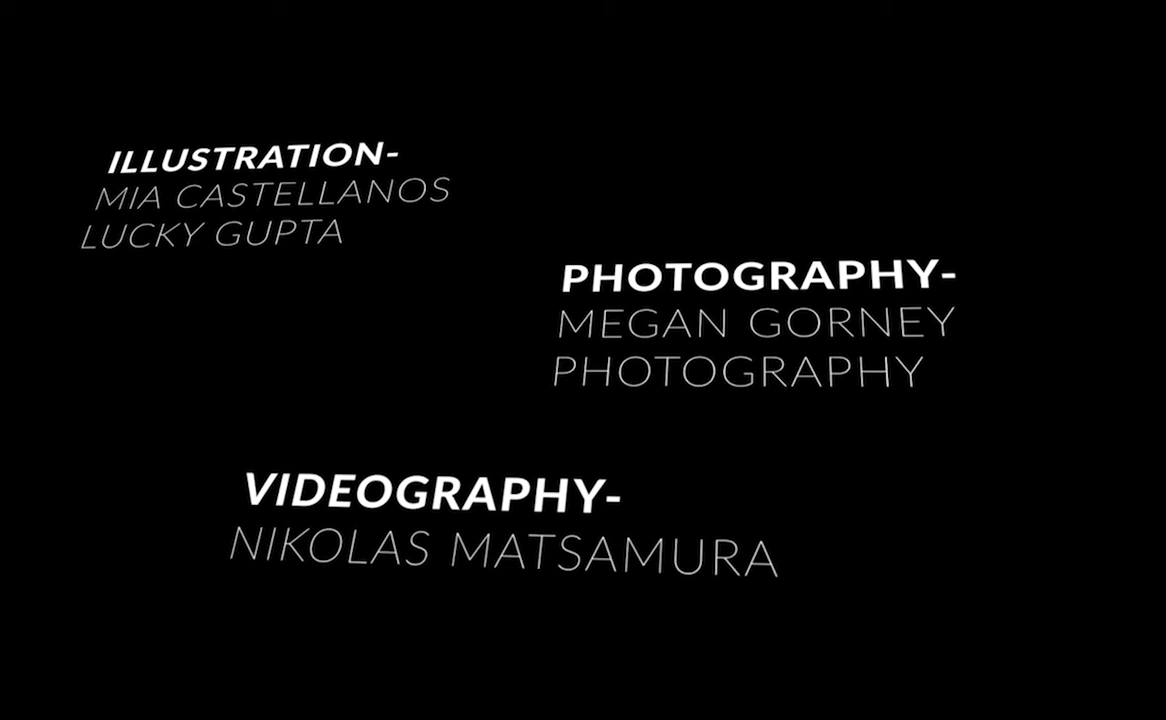 ILLUSTRATION-
MIA CASTELLANOS
LUCKY GUPTA
PHOTOGRAPHY-
MEGAN GORNEY
PHOTOGRAPHY
VIDEOGRAPHY-
NIKOLAS MATSAMURA